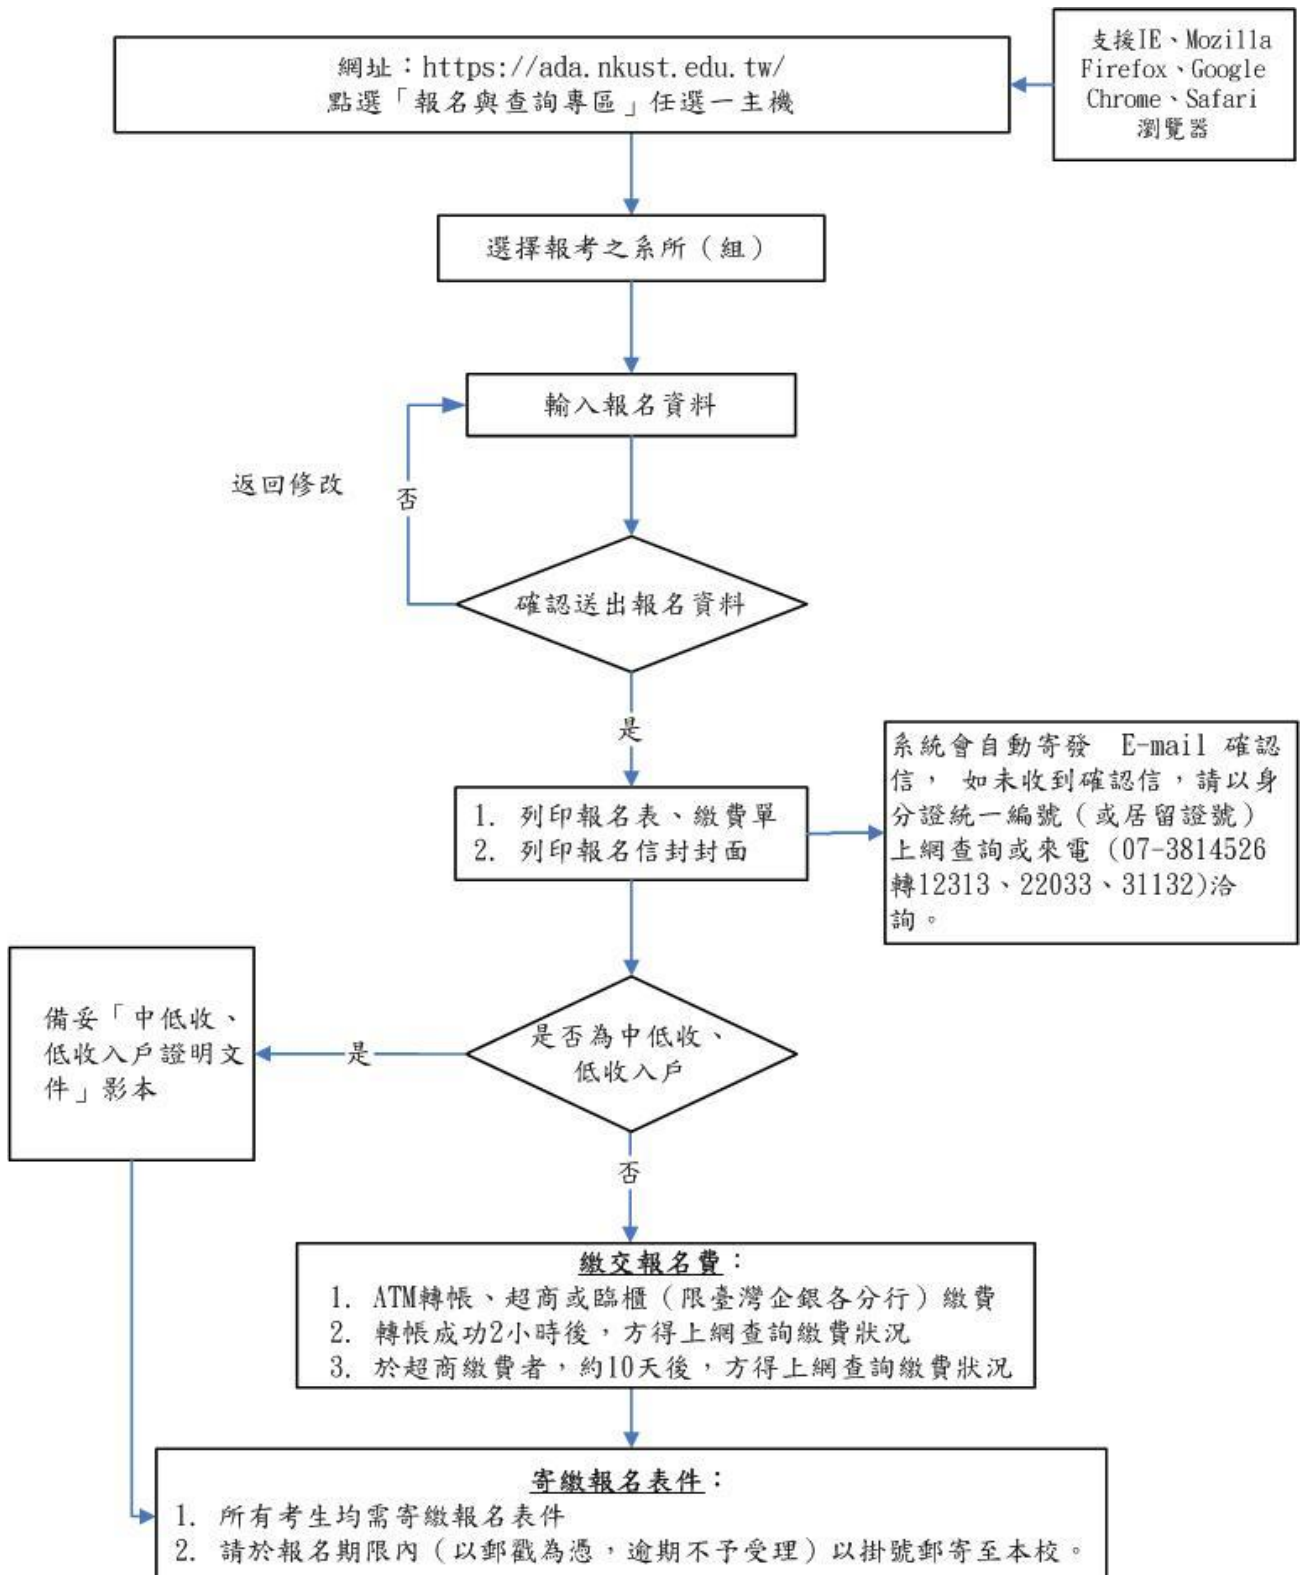 網址：https://ada.nkust.edu.tw/
點選「報名與查詢專區」任選一主機
支援IE、Mozilla
Firefox、Google
Chrome、Safari
瀏覽器
選擇報考之系所（組）
輸入報名資料
返回修改
否
確認送出報名資料
是
1. 列印報名表、繳費單
2. 列印報名信封封面
系統會自動寄發 E-mail 確認
信， 如未收到確認信，請以身
分證統一編號（或居留證號）
上網查詢或來電 (07-3814526
轉12313、22033、31132)洽
詢。
是否為中低收、
低收入戶
是
備妥「中低收、
低收入戶證明文
件」影本
否
繳交報名費：
1. ATM轉帳、超商或臨櫃（限臺灣企銀各分行）繳費
2. 轉帳成功2小時後，方得上網查詢繳費狀況
3. 於超商繳費者，約10天後，方得上網查詢繳費狀況
寄繳報名表件：
1. 所有考生均需寄繳報名表件
2. 請於報名期限內（以郵戳為憑，逾期不予受理）以掛號郵寄至本校。